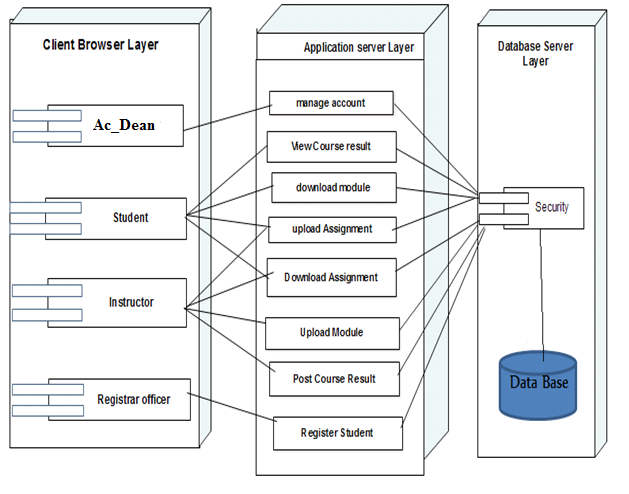 Client Browser Layer
Ac_Dean
Student
Instructor
Registrar officer
Application server Layer
manage account
View Course result
download module
upload Assignment
Download Assignment
Upload Module
Post Course Result
Register Student
Database Server
Layer
Security
Data Base